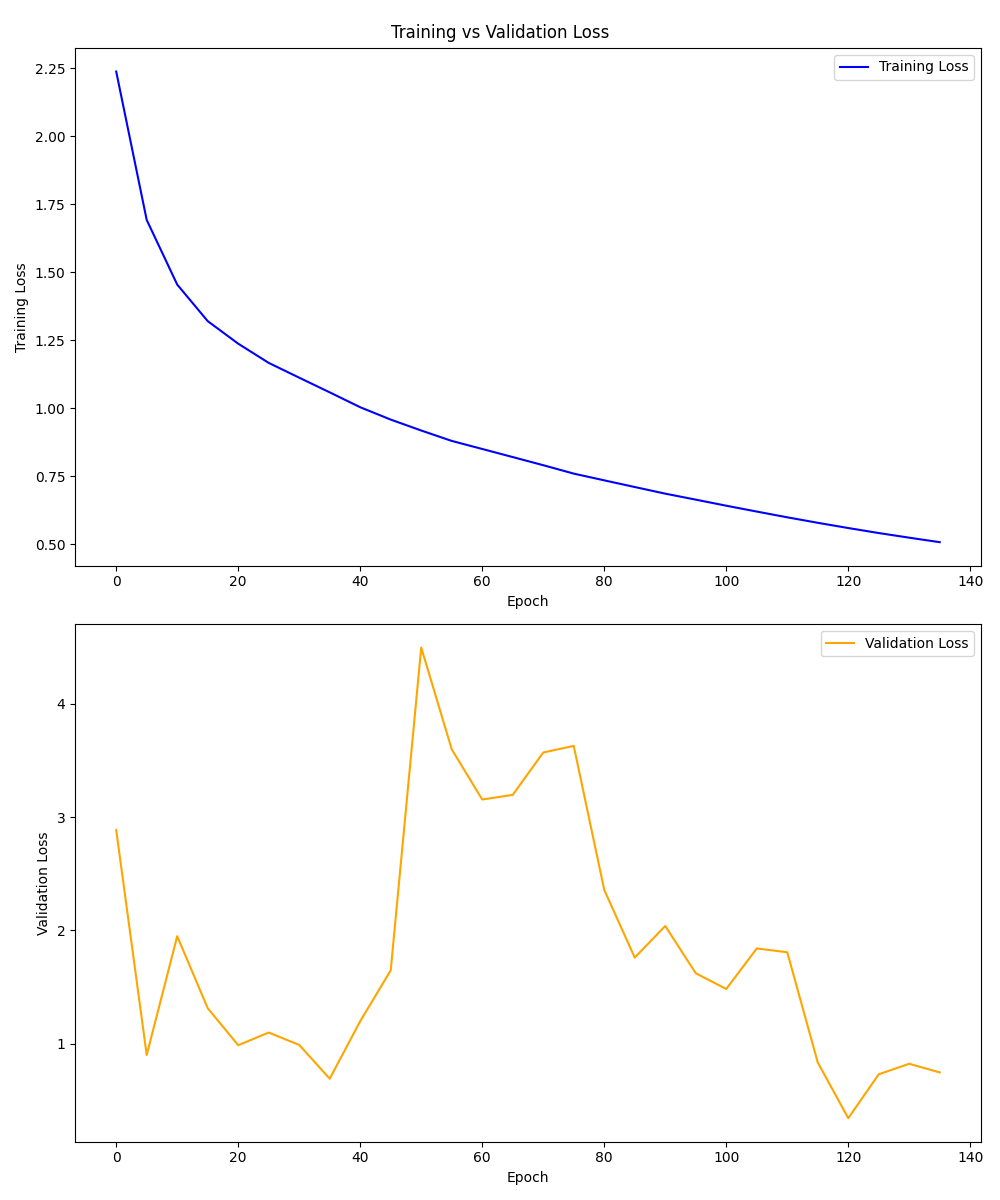 Training vs Validation Loss
Training Loss
2.25
2.00
1.75
1.50
1.25
1.00
0.75
0.50
Training Loss
0 20 40 60 80 100 120 140
Epoch
Validation Loss
4
3
2
1
Validation Loss
0 20 40 60 80 100 120 140
Epoch